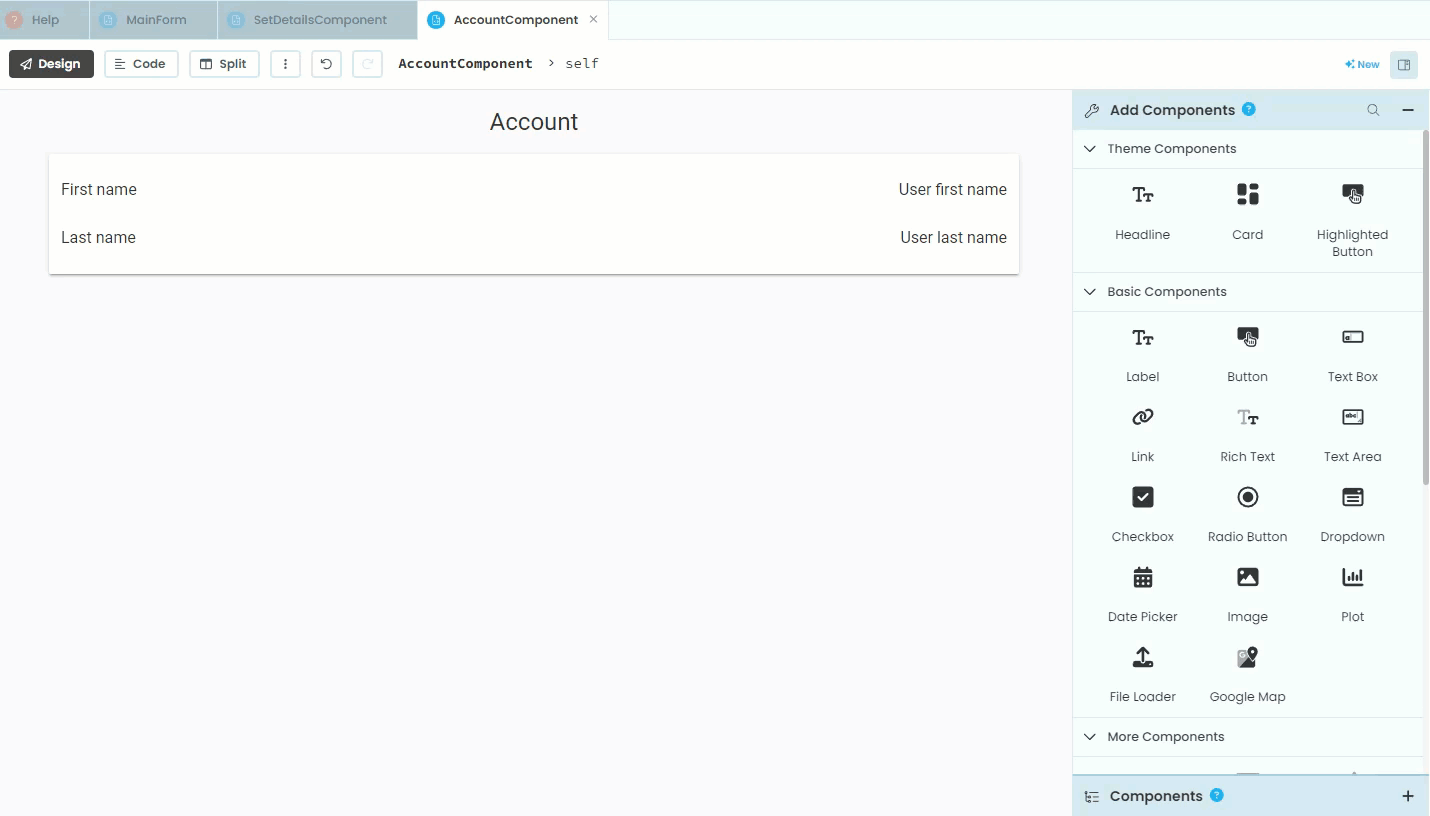 Help
MainForm
SetDetailsComponent
AccountComponent ×
Design
Code
Split
AccountComponent > self
New
Account
First name
User first name
Last name
User last name
Add Components ?
Theme Components
Headline
Card
Highlighted
Button
Basic Components
Label
Button
Text Box
Link
Rich Text
Text Area
Checkbox
Radio Button
Dropdown
Date Picker
Image
Plot
File Loader
Google Map
More Components
Components ?